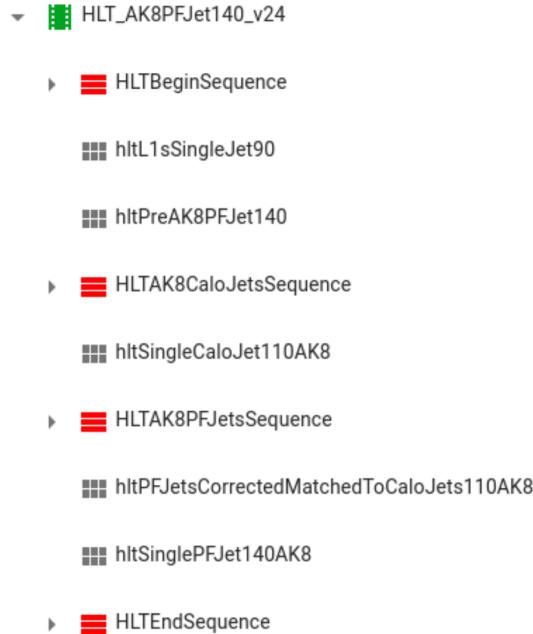 HLT_AK8PFJet140_v24
HLTBeginSequence
hltL1sSingleJet90
hltPreAK8PFJet140
HLTAK8CaloJetsSequence
hltSingleCaloJet110AK8
HLTAK8PFJetsSequence
hltPFJetsCorrectedMatchedToCaloJets110AK8
hltSinglePFJet140AK8
HLTEndSequence